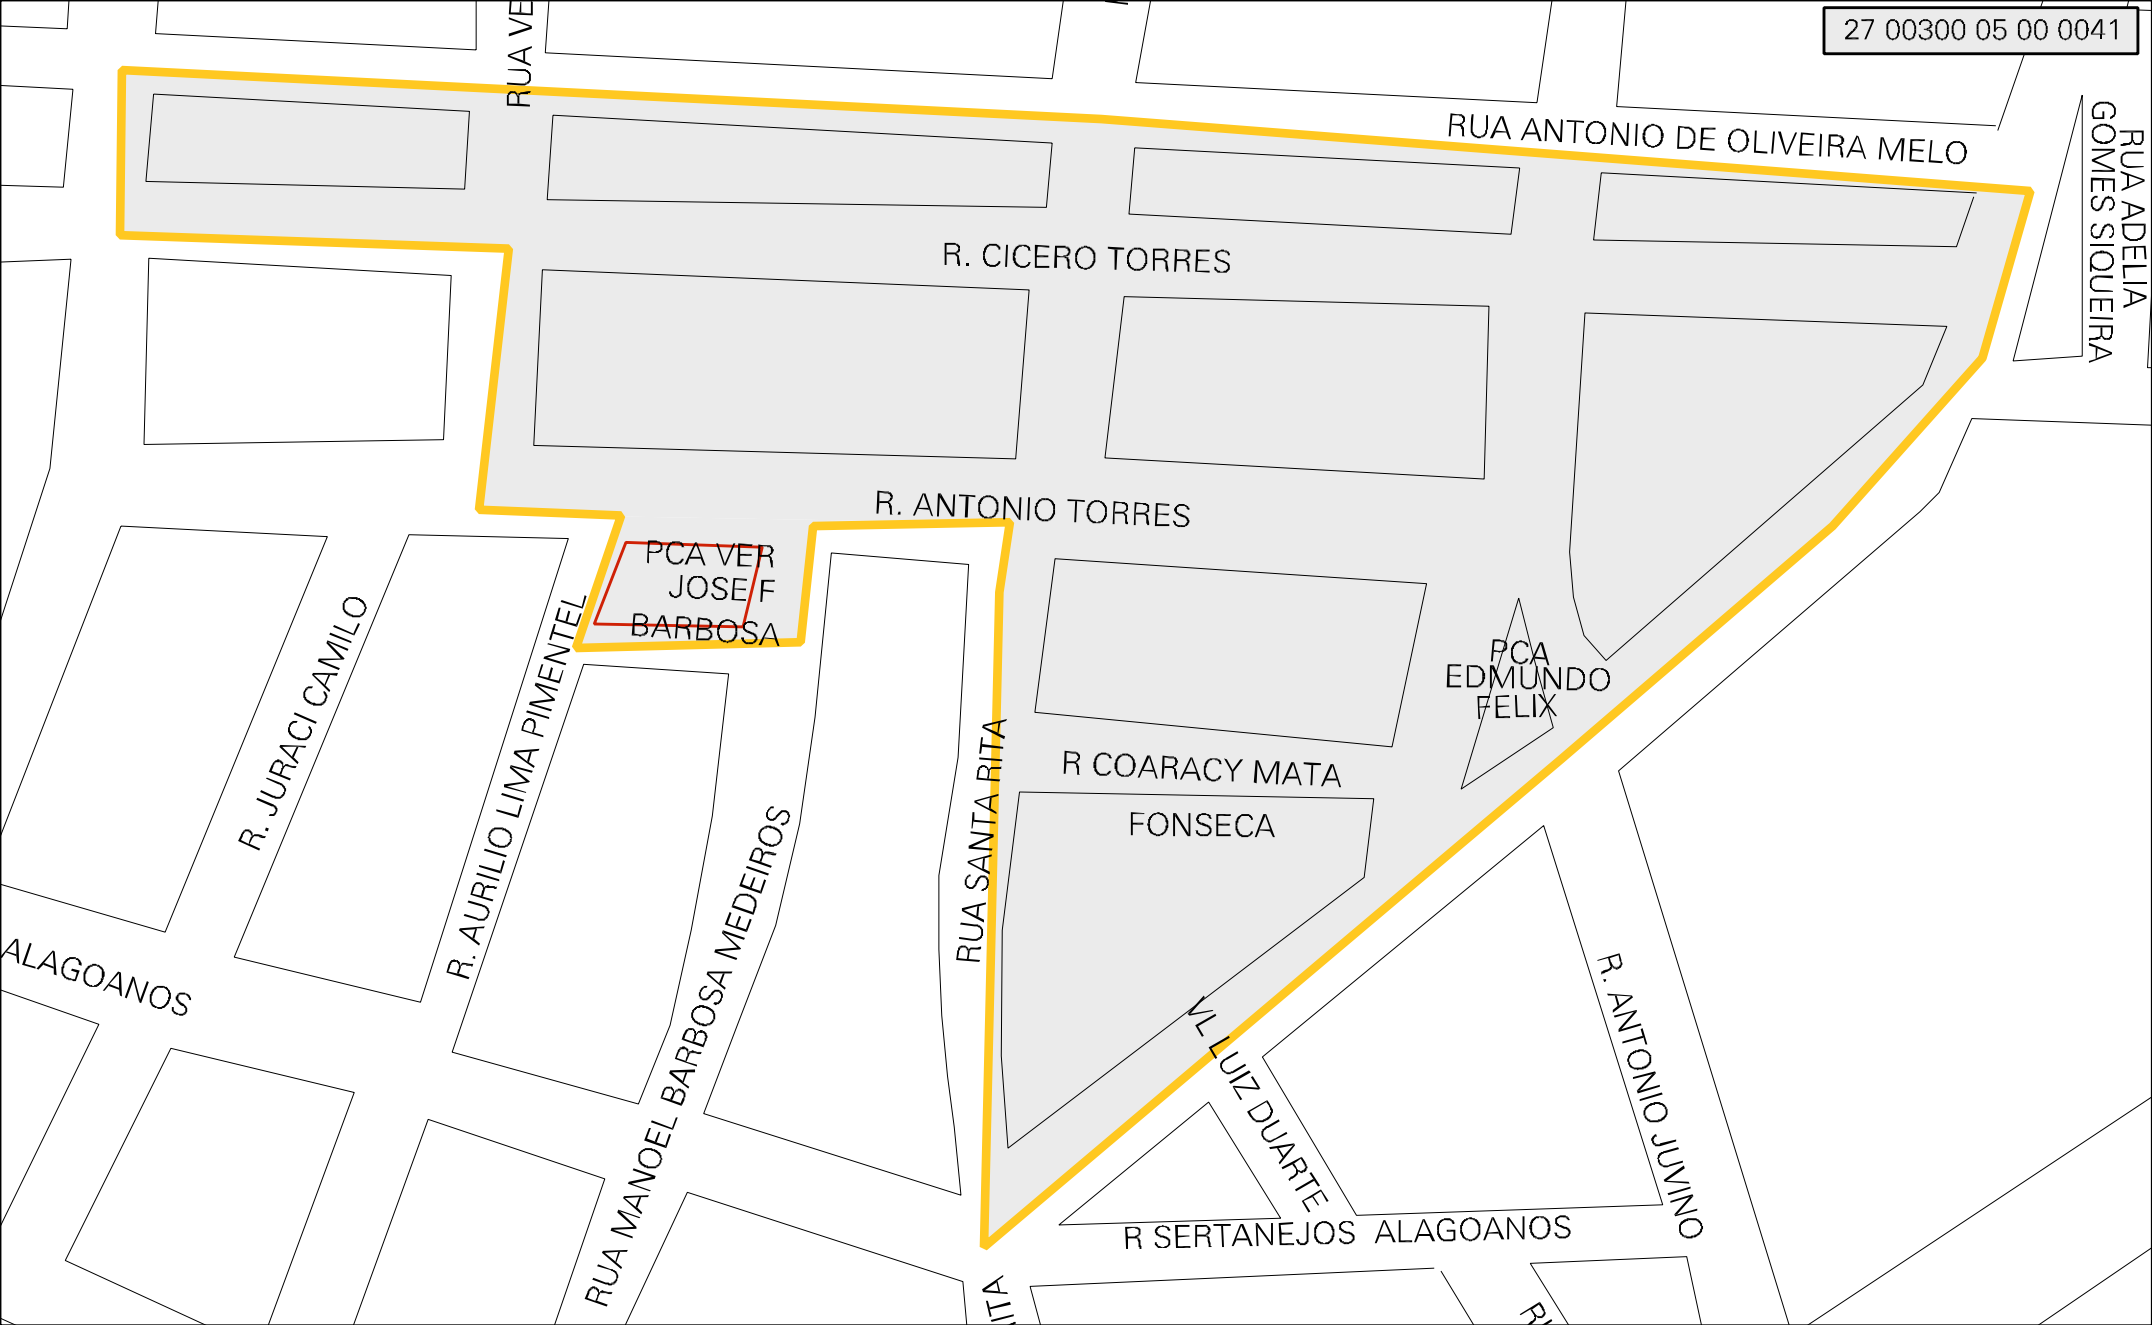 27 00300 05 00 0041
RUA VE
RUA ANTONIO DE OLIVEIRA MELO
RUA ADELIA
GOMES SIQUEIRA
R. CICERO TORRES
R. ANTONIO TORRES
PCA VER
JOSE F
BARBOSA
R. JURACI CAMILO
R. AURILIO LIMA PIMENTEL
PCA
EDMUNDO
FELIX
RUA SANTA RITA
R COARACY MATA
FONSECA
RUA MANOEL BARBOSA MEDEIROS
ALAGOANOS
VL LUIZ DUARTE
R. ANTONIO JUVINO
R SERTANEJOS ALAGOANOS